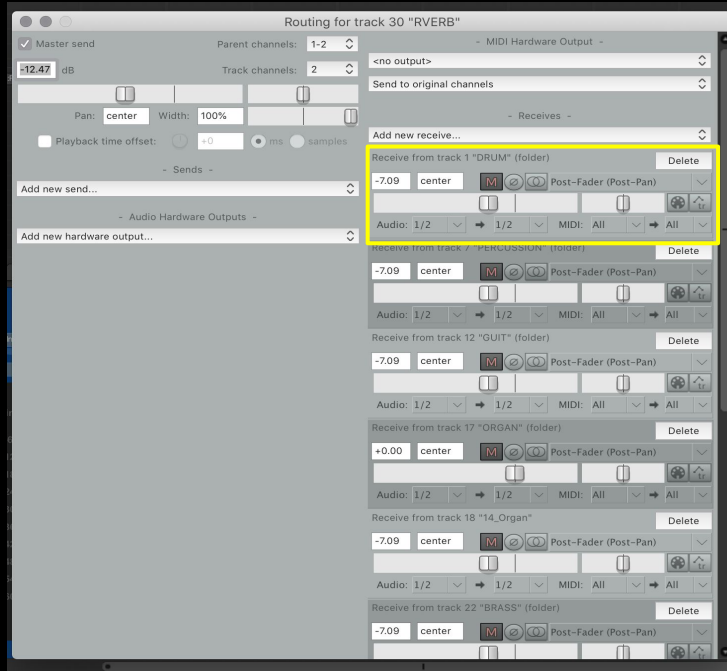 Routing for track 30 "RVERB"
Master send Parent channels: 1-2
-12.47 dB Track channels: 2
Pan: center Width: 100%
Playback time offset: +0 ms samples
- Sends -
Add new send...
- Audio Hardware Outputs -
Add new hardware output...
- MIDI Hardware Output -
<no output>
Send to original channels
- Receives -
Add new receive...
Receive from track 1 "DRUM" (folder) Delete
-7.09 center M Post-Fader (Post-Pan)
tr
Audio: 1/2 → 1/2 MIDI: All → All
Receive from track 7 "PERCUSSION" (folder) Delete
-7.09 center M Post-Fader (Post-Pan)
tr
Audio: 1/2 → 1/2 MIDI: All → All
Receive from track 12 "GUIT" (folder) Delete
-7.09 center M Post-Fader (Post-Pan)
tr
Audio: 1/2 → 1/2 MIDI: All → All
Receive from track 17 "ORGAN" (folder) Delete
+0.00 center M Post-Fader (Post-Pan)
tr
Audio: 1/2 → 1/2 MIDI: All → All
Receive from track 18 "14_Organ" Delete
-7.09 center M Post-Fader (Post-Pan)
tr
Audio: 1/2 → 1/2 MIDI: All → All
Receive from track 22 "BRASS" (folder) Delete
-7.09 center M Post-Fader (Post-Pan)
tr